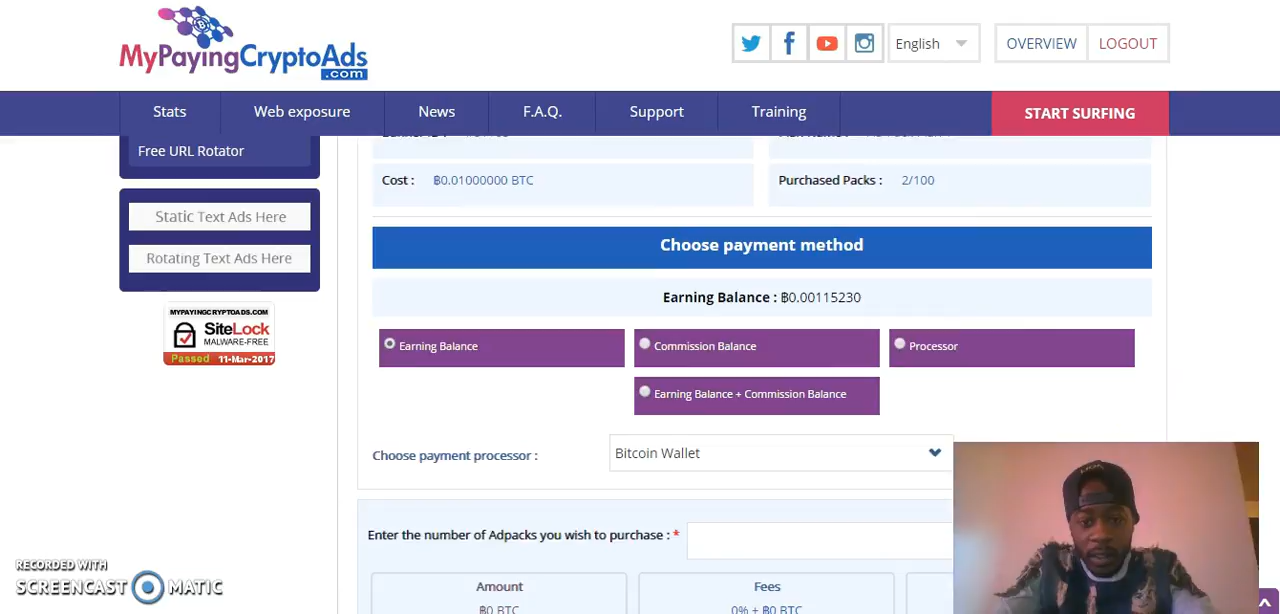 MyPayingCryptoAds
.com
English
OVERVIEW
LOGOUT
Stats
Web exposure
News
F.A.Q.
Support
Training
START SURFING
Free URL Rotator
Cost : ฿0.01000000 BTC
Purchased Packs : 2/100
Static Text Ads Here
Rotating Text Ads Here
Choose payment method
Earning Balance : ฿0.00115230
MYPAYINGCRYPTOADS.COM
SiteLock
MALWARE-FREE
Passed 11-Mar-2017
Earning Balance
Commission Balance
Processor
Earning Balance + Commission Balance
Choose payment processor :
Bitcoin Wallet
Enter the number of Adpacks you wish to purchase : *
Amount
Fees
฿0 BTC
0% + ฿0 BTC
RECORDED WITH
SCREENCAST MATIC